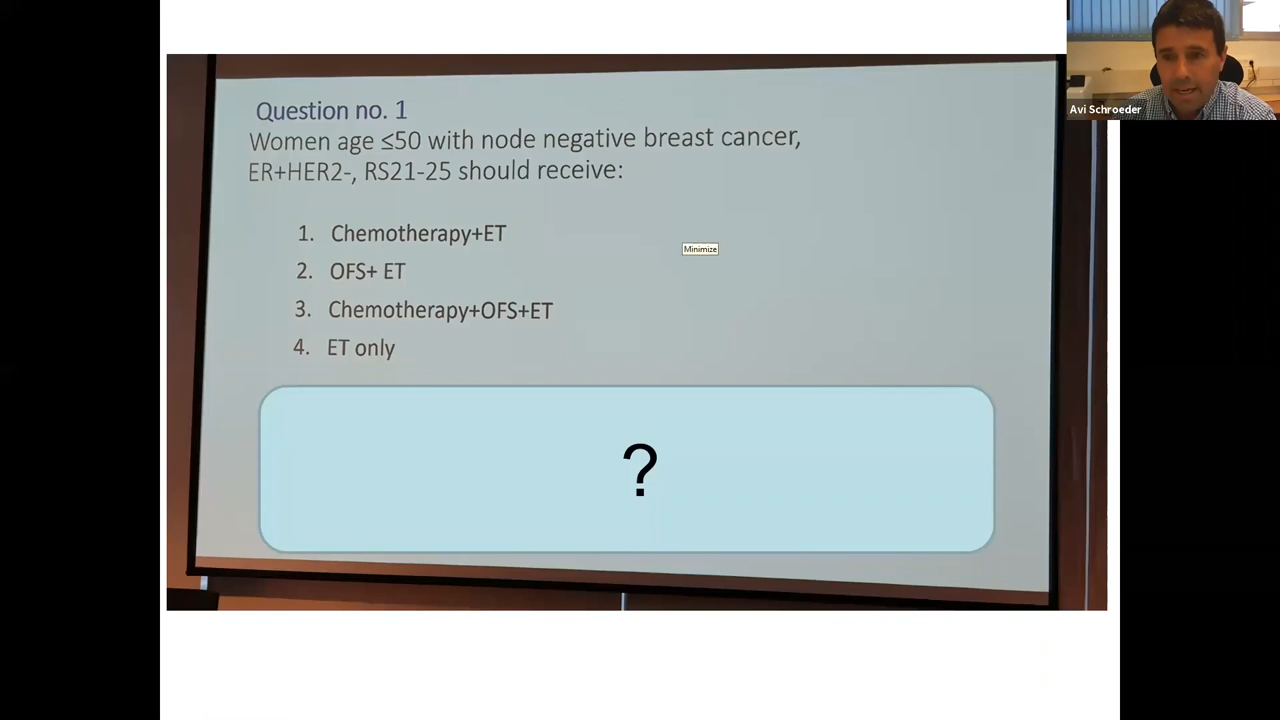 Avi Schroeder
Question no. 1
Women age ≤50 with node negative breast cancer,
ER+HER2-, RS21-25 should receive:
1. Chemotherapy+ET
Minimize
2. OFS+ ET
3. Chemotherapy+OFS+ET
4. ET only
?